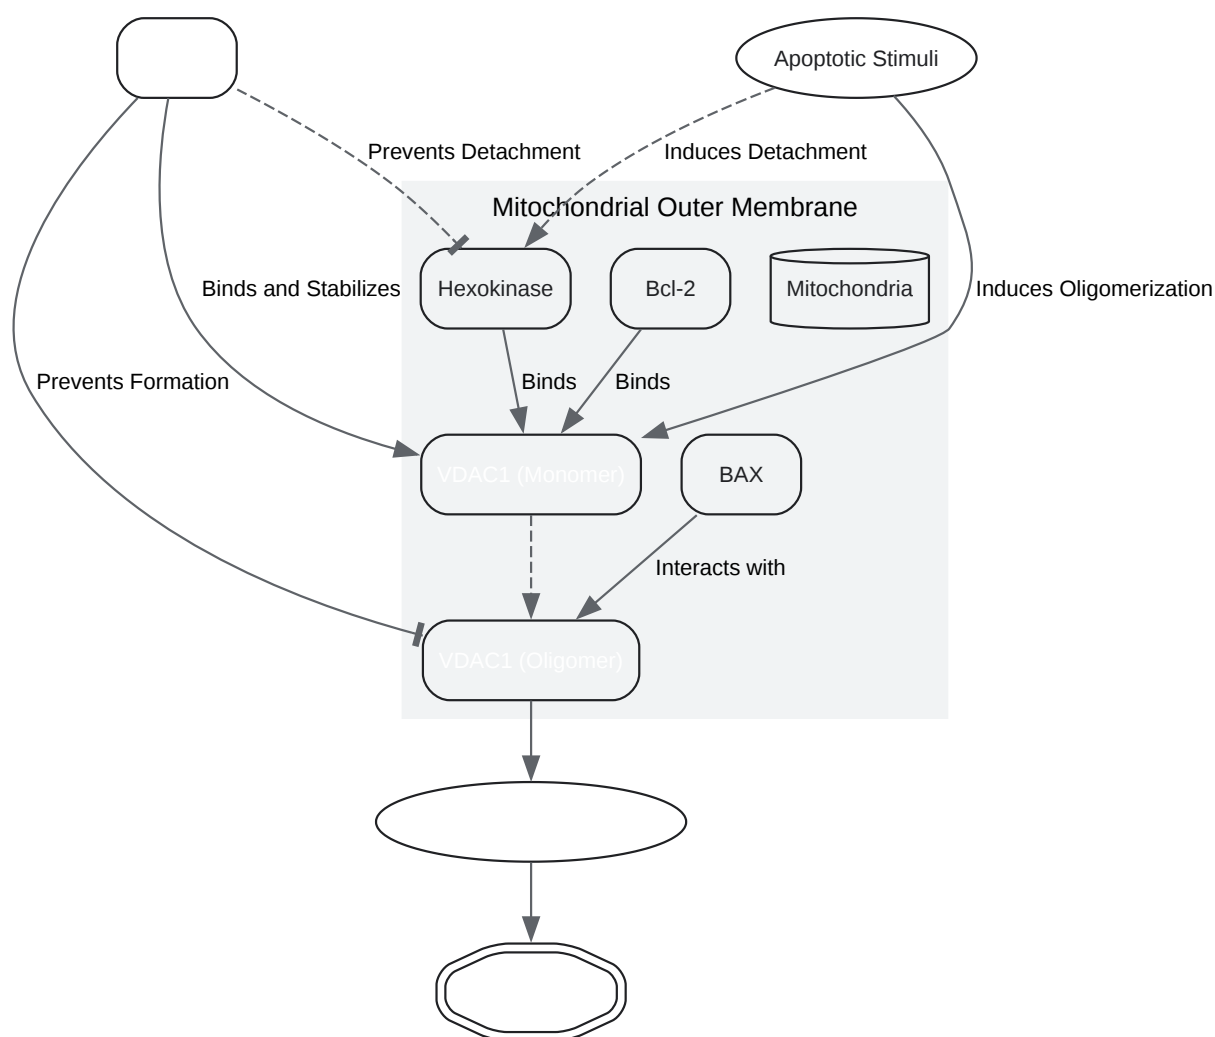 Apoptotic Stimuli
Prevents Detachment
Induces Detachment
Mitochondrial Outer Membrane
Hexokinase
Bcl-2
Mitochondria
Binds and Stabilizes
Induces Oligomerization
Prevents Formation
Binds
Binds
VDAC1 (Monomer)
BAX
Interacts with
VDAC1 (Oligomer)